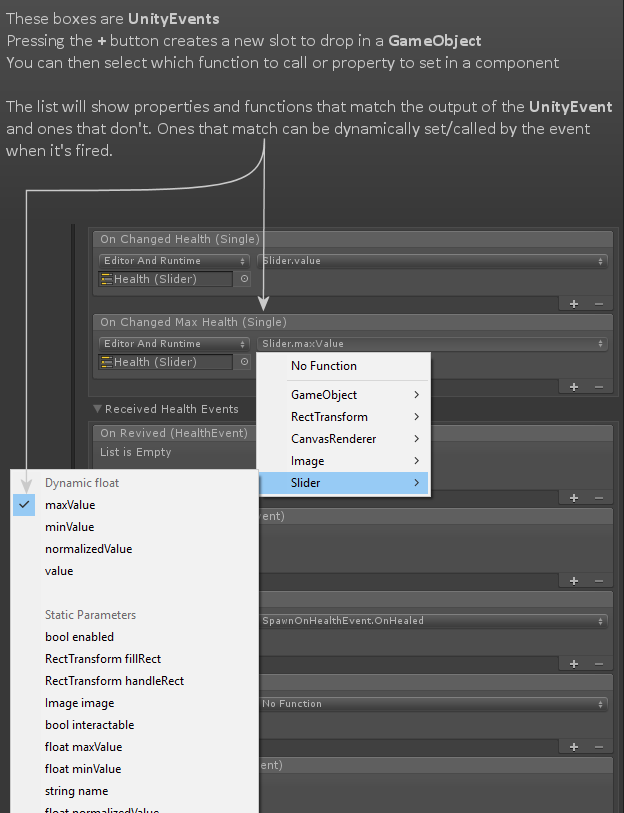 These boxes are UnityEvents
Pressing the + button creates a new slot to drop in a GameObject
You can then select which function to call or property to set in a component
The list will show properties and functions that match the output of the UnityEvent
and ones that don't. Ones that match can be dynamically set/called by the event
when it's fired.
On Changed Health (Single)
Editor And Runtime
Slider.value
Health (Slider)
+ −
On Changed Max Health (Single)
Editor And Runtime
Slider.maxValue
Health (Slider)
+ −
No Function
GameObject
RectTransform
CanvasRenderer
Image
Slider
Received Health Events
On Revived (HealthEvent)
List is Empty
+ −
Dynamic float
maxValue
minValue
normalizedValue
value
Static Parameters
bool enabled
RectTransform fillRect
RectTransform handleRect
Image image
bool interactable
float maxValue
float minValue
string name
float normalizedValue
ent)
+ −
SpawnOnHealthEvent.OnHealed
+ −
No Function
+ −
ent)